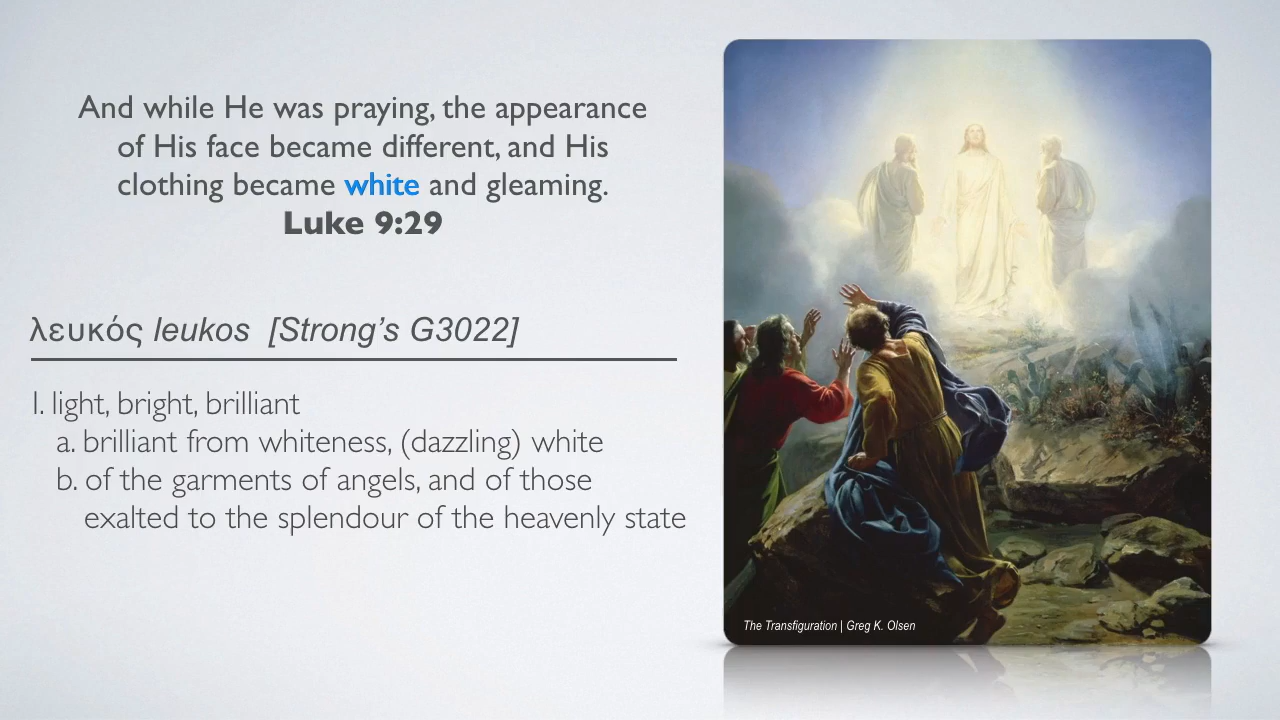 And while He was praying, the appearance
of His face became different, and His
clothing became white and gleaming.
Luke 9:29
λευκός leukos [Strong’s G3022]
1. light, bright, brilliant
a. brilliant from whiteness, (dazzling) white
b. of the garments of angels, and of those
exalted to the splendour of the heavenly state
The Transfiguration | Greg K. Olsen